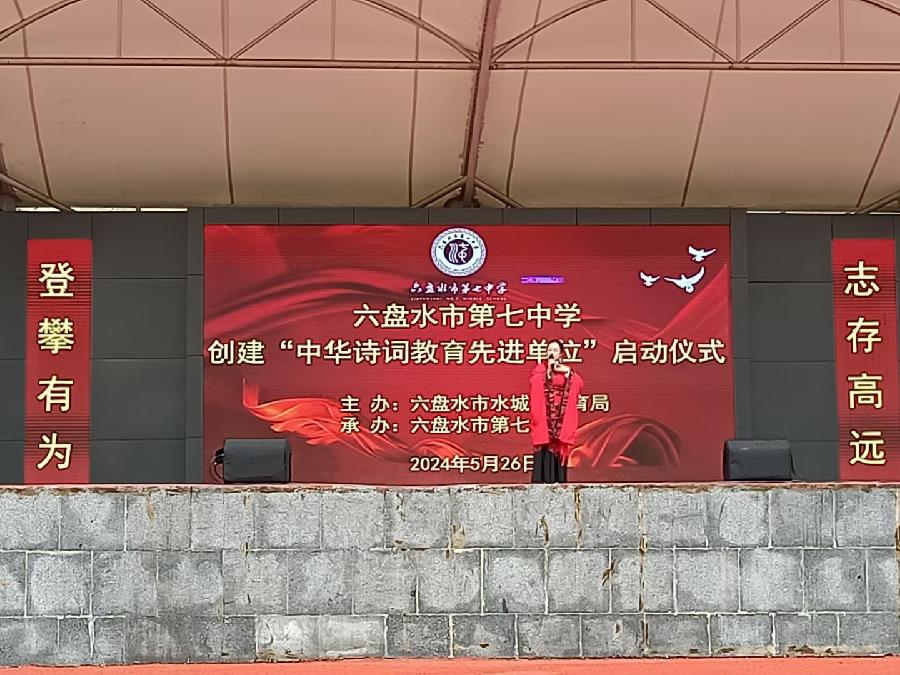 登攀有为
六盘水市第七中学
六盘水市第七中学
创建“中华诗词教育先进单位”启动仪式
主 办：六盘水市水城 育局
承 办：六盘水市第七
2024年5月26日
志存高远